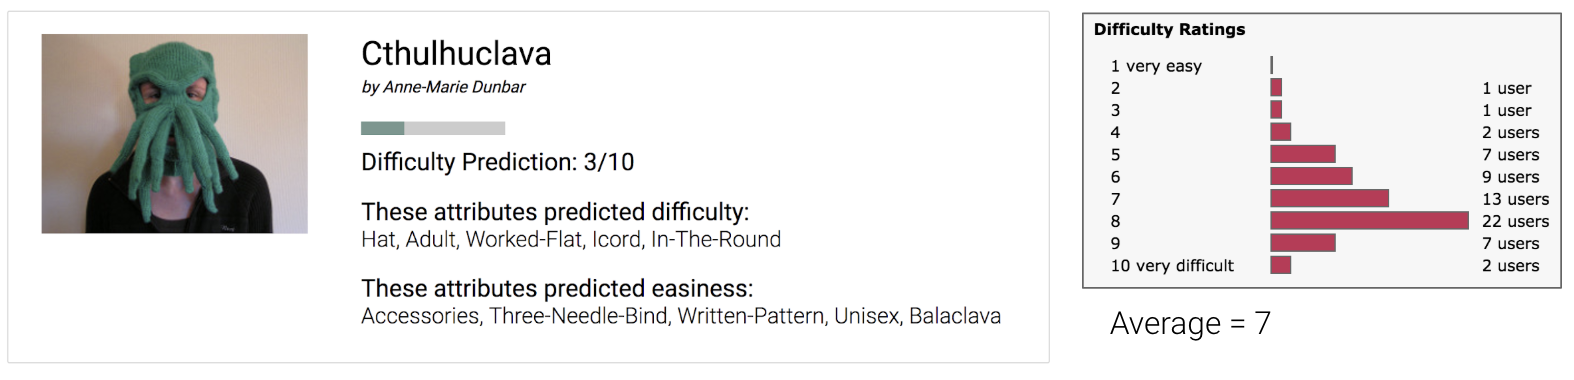 Cthulhuclava
by Anne-Marie Dunbar
Difficulty Prediction: 3/10
These attributes predicted difficulty:
Hat, Adult, Worked-Flat, Icord, In-The-Round
These attributes predicted easiness:
Accessories, Three-Needle-Bind, Written-Pattern, Unisex, Balaclava
Difficulty Ratings
1 very easy
2 1 user
3 1 user
4 2 users
5 7 users
6 9 users
7 13 users
8 22 users
9 7 users
10 very difficult 2 users
Average = 7